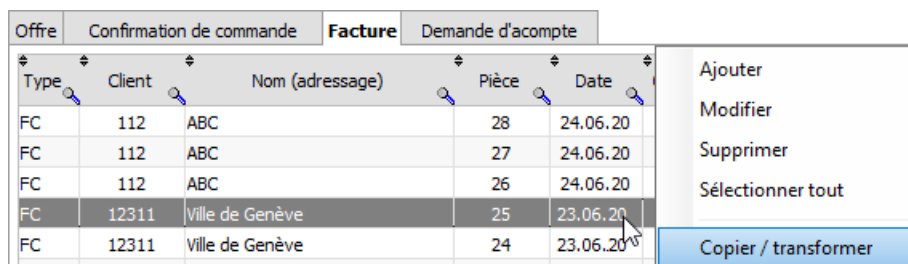 Offre Confirmation de commande Facture Demande d'acompte
Type Client Nom (adressage) Pièce Date
FC 112 ABC 28 24.06.20
FC 112 ABC 27 24.06.20
FC 112 ABC 26 24.06.20
FC 12311 Ville de Genève 25 23.06.20
FC 12311 Ville de Genève 24 23.06.20
Ajouter
Modifier
Supprimer
Sélectionner tout
Copier / transformer